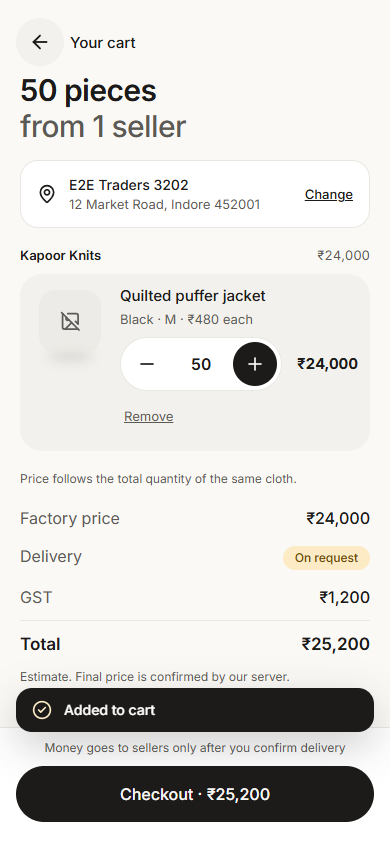 Your cart
50 pieces
from 1 seller
E2E Traders 3202
12 Market Road, Indore 452001
Change
Kapoor Knits
₹24,000
Quilted puffer jacket
Black · M · ₹480 each
50
₹24,000
Remove
Price follows the total quantity of the same cloth.
Factory price
₹24,000
Delivery
On request
GST
₹1,200
Total
₹25,200
Estimate. Final price is confirmed by our server.
Added to cart
Money goes to sellers only after you confirm delivery
Checkout · ₹25,200